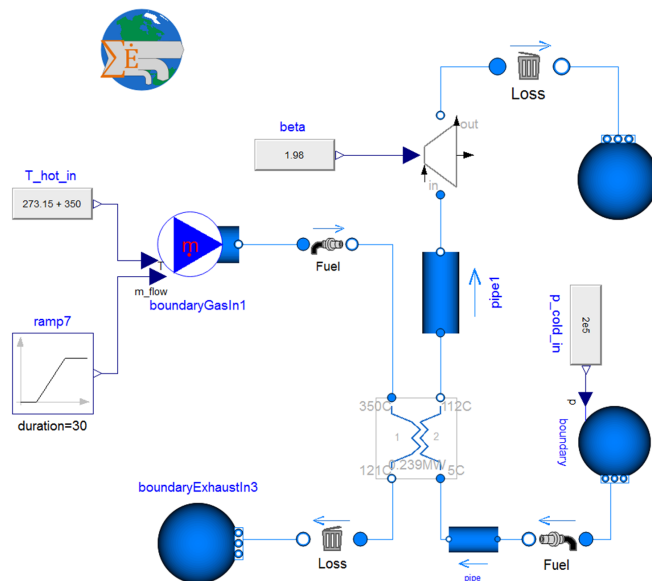 ΣĖ
Loss
out
beta
1.98
in
T_hot_in
273.15 + 350
ṁ
T
m_flow
boundaryGasIn1
Fuel
pipe1
p_cold_in
2e5
p
ramp7
duration=30
boundary
350C
112C
1
2
0.239MW
121C
5C
boundaryExhaustIn3
Loss
pipe
Fuel